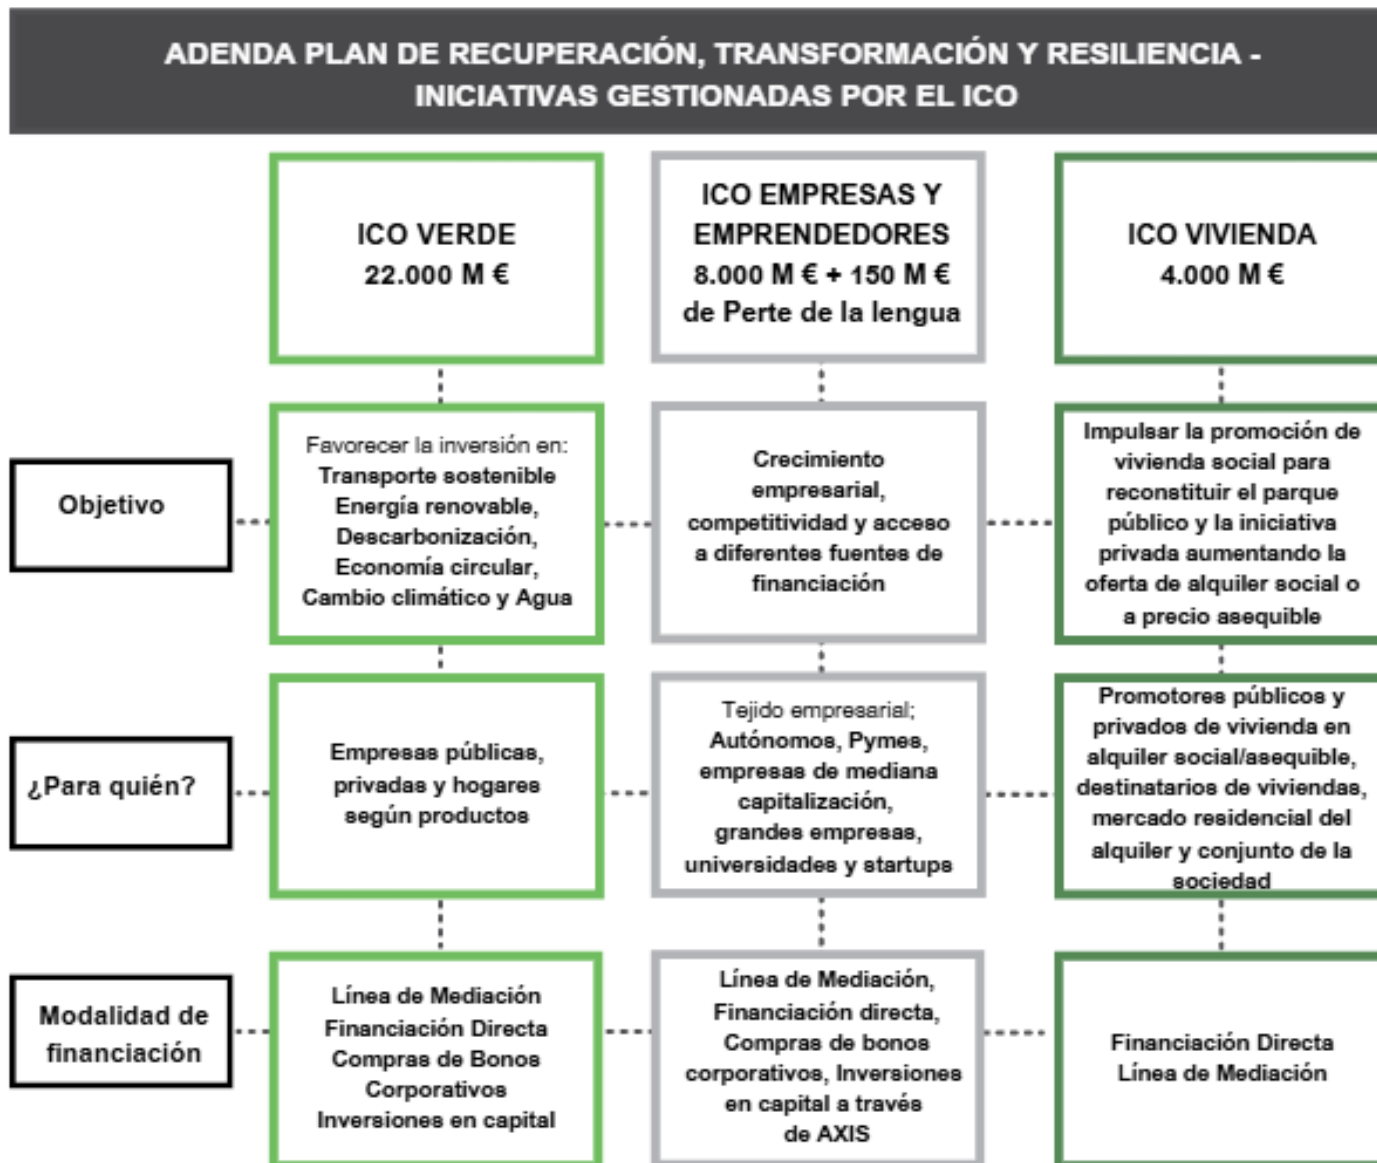 ADENDA PLAN DE RECUPERACIÓN, TRANSFORMACIÓN Y RESILIENCIA -
INICIATIVAS GESTIONADAS POR EL ICO
ICO VERDE
22.000 M €
ICO EMPRESAS Y
EMPRENDEDORES
8.000 M € + 150 M €
de Perte de la lengua
ICO VIVIENDA
4.000 M €
Objetivo
Favorecer la inversión en:
Transporte sostenible
Energía renovable,
Descarbonización,
Economía circular,
Cambio climático y Agua
Crecimiento
empresarial,
competitividad y acceso
a diferentes fuentes de
financiación
Impulsar la promoción de
vivienda social para
reconstituir el parque
público y la iniciativa
privada aumentando la
oferta de alquiler social o
a precio asequible
¿Para quién?
Empresas públicas,
privadas y hogares
según productos
Tejido empresarial;
Autónomos, Pymes,
empresas de mediana
capitalización,
grandes empresas,
universidades y startups
Promotores públicos y
privados de vivienda en
alquiler social/asequible,
destinatarios de viviendas,
mercado residencial del
alquiler y conjunto de la
sociedad
Modalidad de
financiación
Línea de Mediación
Financiación Directa
Compras de Bonos
Corporativos
Inversiones en capital
Línea de Mediación,
Financiación directa,
Compras de bonos
corporativos, Inversiones
en capital a través
de AXIS
Financiación Directa
Línea de Mediación